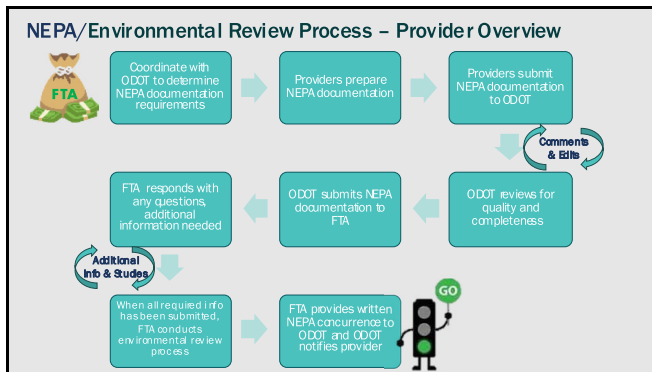 NEPA/Environmental Review Process – Provider Overview
FTA
Coordinate with
ODOT to determine
NEPA documentation
requirements
Providers prepare
NEPA documentation
Providers submit
NEPA documentation
to ODOT
Comments
& Edits
FTA responds with
any questions,
additional
information needed
ODOT submits NEPA
documentation to
FTA
ODOT reviews for
quality and
completeness
Additional
Info & Studies
When all required info
has been submitted,
FTA conducts
environmental review
process
FTA provides written
NEPA concurrence to
ODOT and ODOT
notifies provider
GO